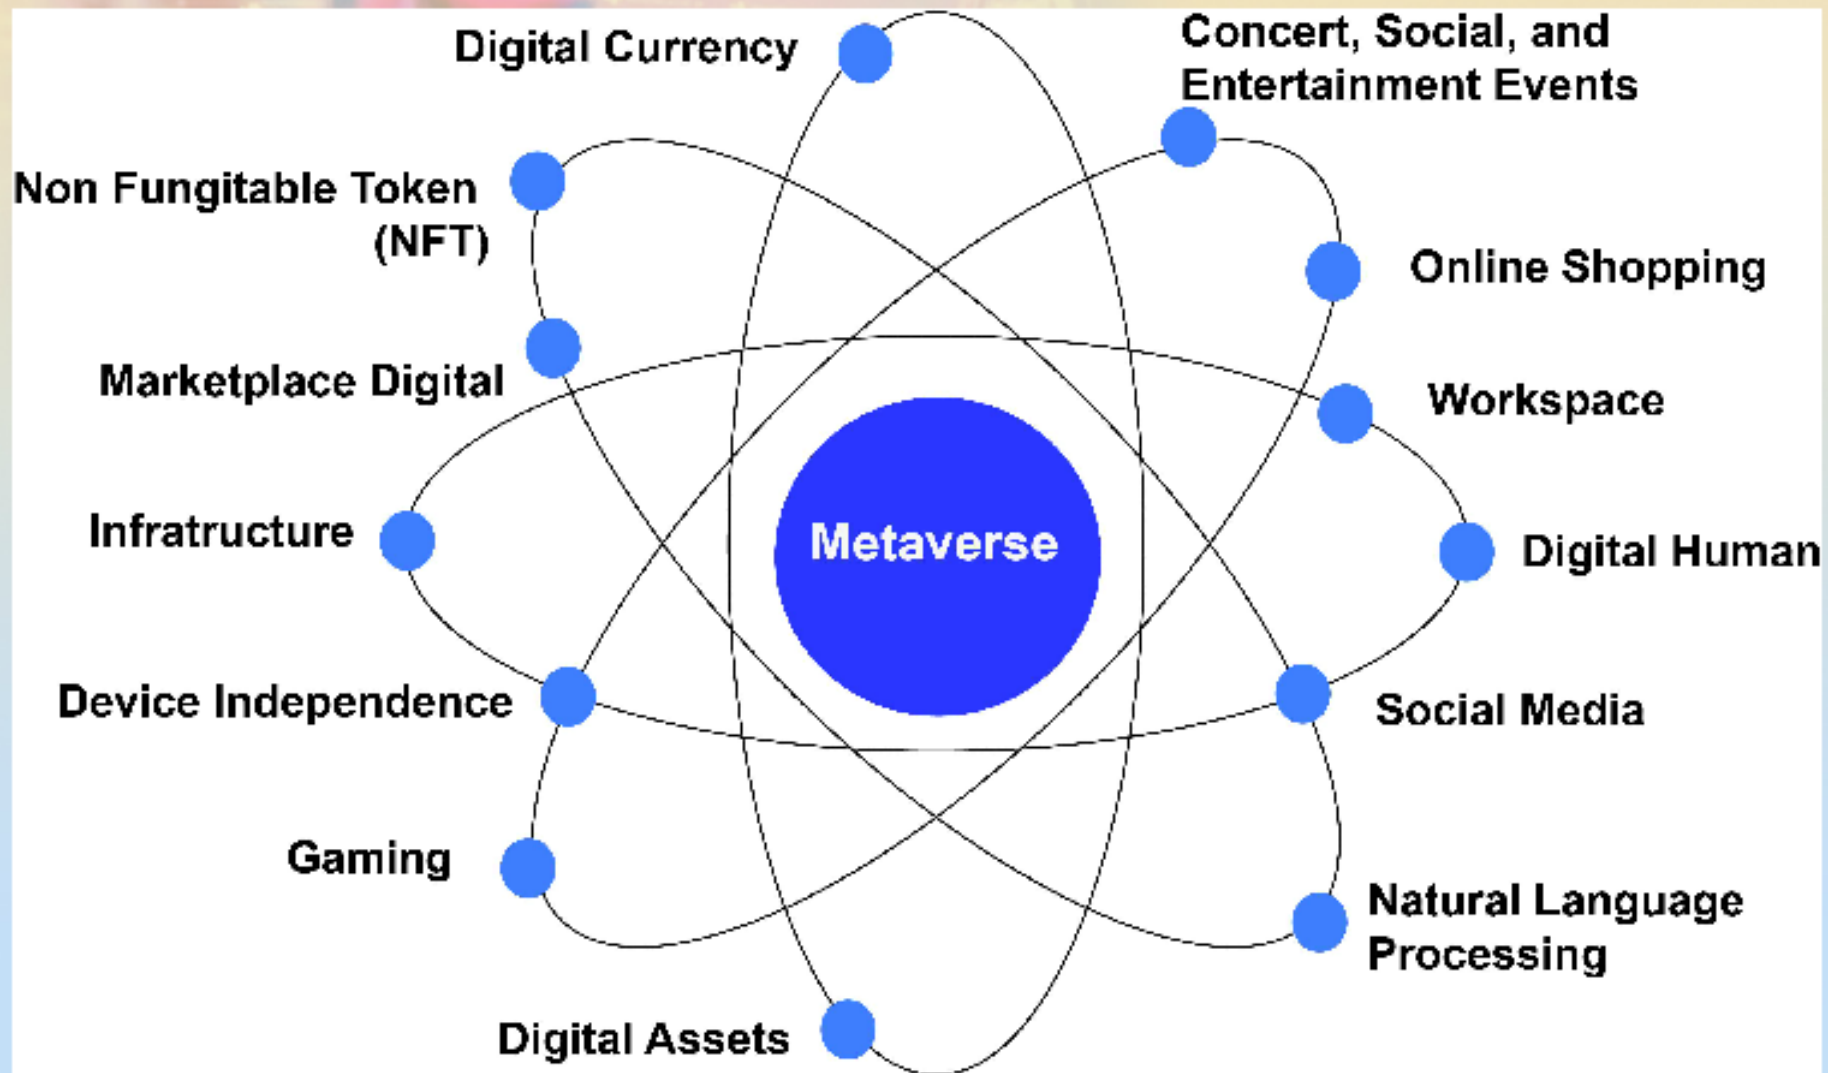 Digital Currency
Concert, Social, and
Entertainment Events
Non Fungitable Token
(NFT)
Online Shopping
Marketplace Digital
Workspace
Infratructure
Metaverse
Digital Human
Device Independence
Social Media
Gaming
Natural Language
Processing
Digital Assets